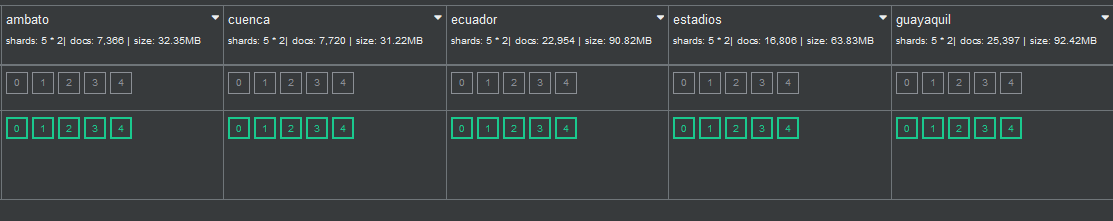 ambato
shards: 5 * 2| docs: 7,366 | size: 32.35MB
0 1 2 3 4
0 1 2 3 4
cuenca
shards: 5 * 2| docs: 7,720 | size: 31.22MB
0 1 2 3 4
0 1 2 3 4
ecuador
shards: 5 * 2| docs: 22,954 | size: 90.82MB
0 1 2 3 4
0 1 2 3 4
estadios
shards: 5 * 2| docs: 16,806 | size: 63.83MB
0 1 2 3 4
0 1 2 3 4
guayaquil
shards: 5 * 2| docs: 25,397 | size: 92.42MB
0 1 2 3 4
0 1 2 3 4